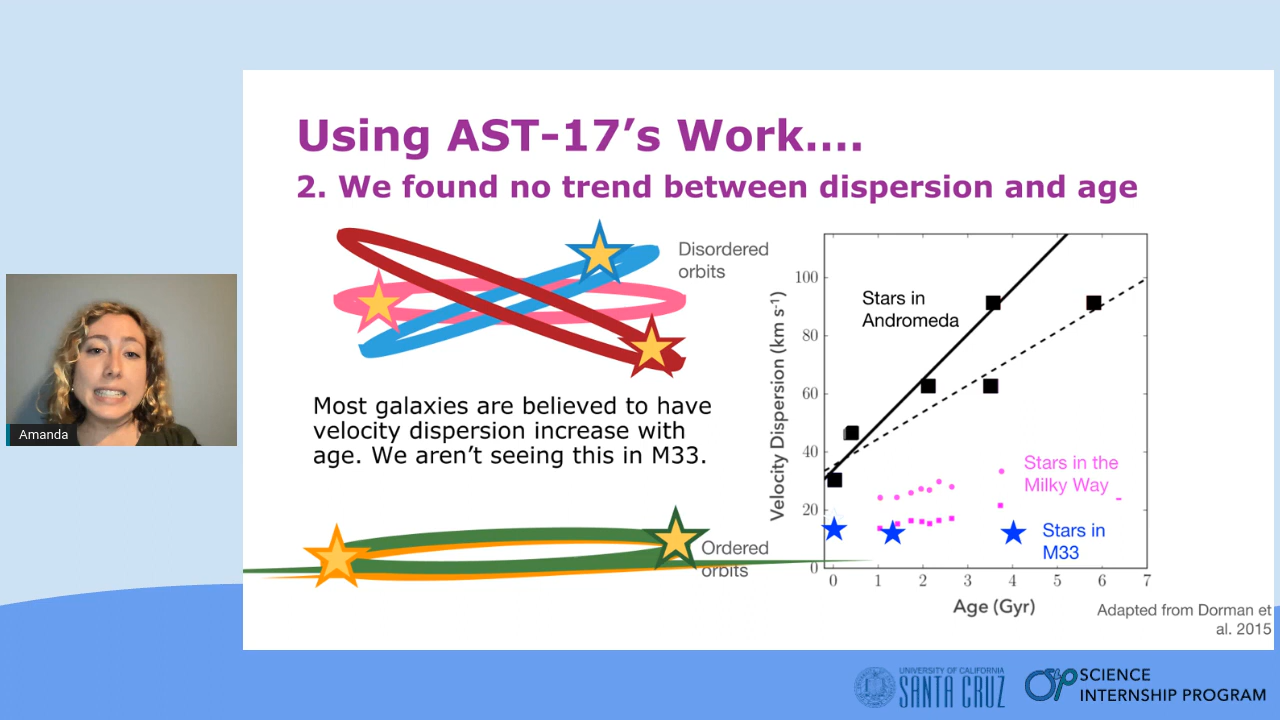 Using AST-17’s Work....
2. We found no trend between dispersion and age
Disordered
orbits
Most galaxies are believed to have
velocity dispersion increase with
age. We aren’t seeing this in M33.
Ordered
orbits
Velocity Dispersion (km s-1)
100
80
60
40
20
0
Stars in
Andromeda
Stars in the
Milky Way
Stars in
M33
0 1 2 3 4 5 6 7
Age (Gyr)
Adapted from Dorman et
al. 2015
Amanda
UNIVERSITY OF CALIFORNIA
SANTA CRUZ
SCIENCE
INTERNSHIP PROGRAM